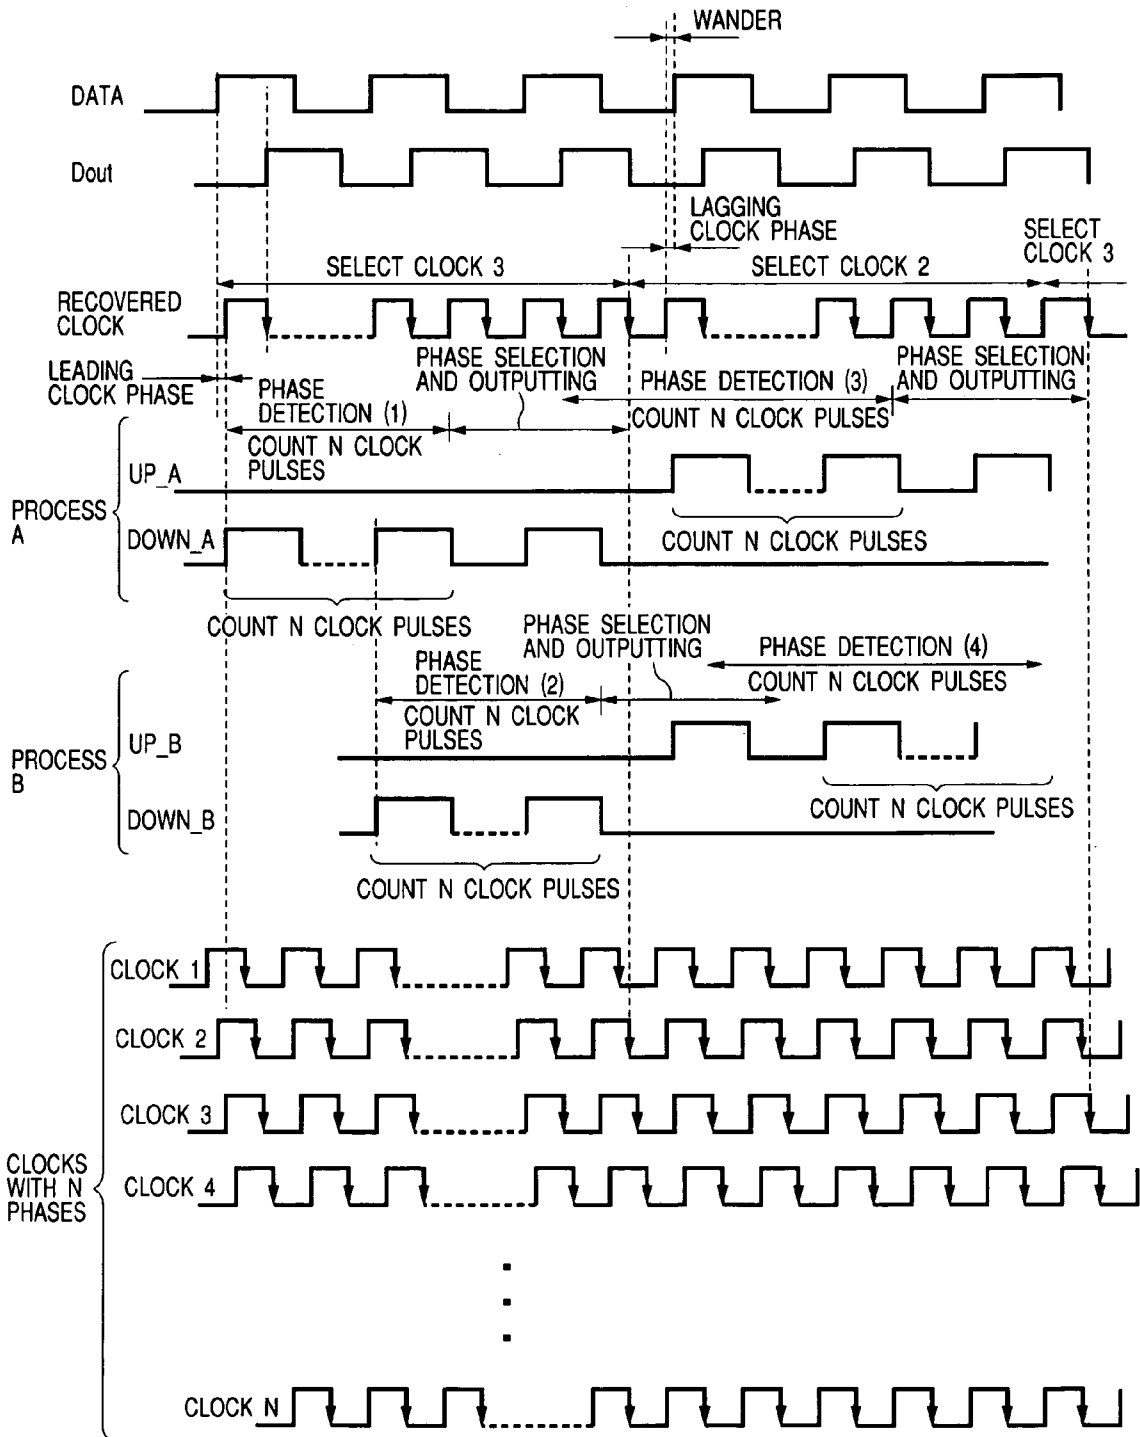 WANDER
DATA
Dout
LAGGING
CLOCK PHASE
SELECT
CLOCK 3
SELECT CLOCK 3
SELECT CLOCK 2
RECOVERED
CLOCK
LEADING
CLOCK PHASE
PHASE
DETECTION (1)
COUNT N CLOCK
PULSES
PHASE SELECTION
AND OUTPUTTING
PHASE DETECTION (3)
COUNT N CLOCK PULSES
PHASE SELECTION
AND OUTPUTTING
PROCESS
A
UP_A
DOWN_A
COUNT N CLOCK PULSES
COUNT N CLOCK PULSES
PHASE SELECTION
AND OUTPUTTING
PHASE DETECTION (4)
COUNT N CLOCK PULSES
PHASE
DETECTION (2)
COUNT N CLOCK
PULSES
PROCESS
B
UP_B
DOWN_B
COUNT N CLOCK PULSES
COUNT N CLOCK PULSES
CLOCK 1
CLOCK 2
CLOCK 3
CLOCKS
WITH N
PHASES
CLOCK 4
CLOCK N